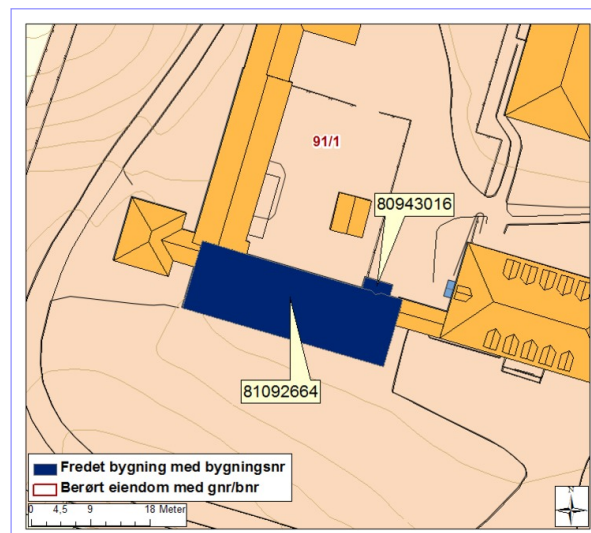 91/1
80943016
81092664
Fredet bygning med bygningsnr
Berørt eiendom med gnr/bnr
0 4,5 9 18 Meter
N